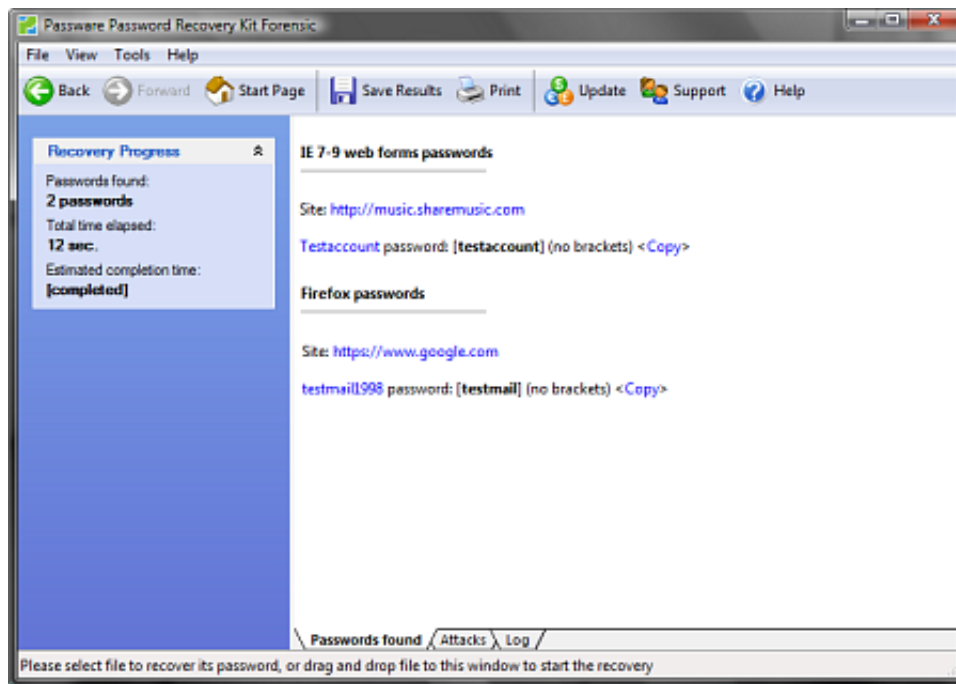 Passware Password Recovery Kit Forensic
File View Tools Help
Back Forward Start Page Save Results Print Update Support Help
Recovery Progress
Passwords found:
2 passwords
Total time elapsed:
12 sec.
Estimated completion time:
[completed]
IE 7-9 web forms passwords
Site: http://music.sharemusic.com
Testaccount password: [testaccount] (no brackets) <Copy>
Firefox passwords
Site: https://www.google.com
testmail1998 password: [testmail] (no brackets) <Copy>
Passwords found Attacks Log
Please select file to recover its password, or drag and drop file to this window to start the recovery